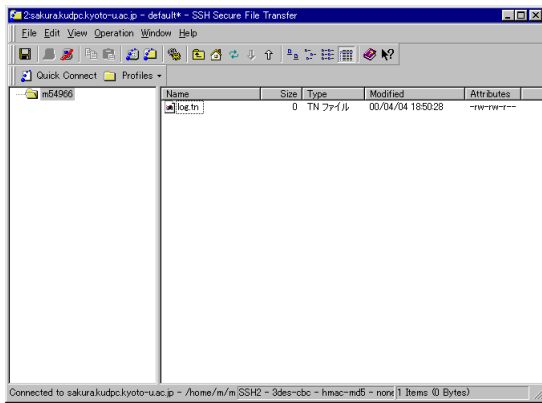 2:sakura.kudpc.kyoto-u.ac.jp - default* - SSH Secure File Transfer
File Edit View Operation Window Help
Quick Connect Profiles
m54966
Name Size Type Modified Attributes
log.tn 0 TN ファイル 00/04/04 18:50:28 -rw-rw-r--
Connected to sakura.kudpc.kyoto-u.ac.jp - /home/m/m SSH2 - 3des-cbc - hmac-md5 - none 1 Items (0 Bytes)